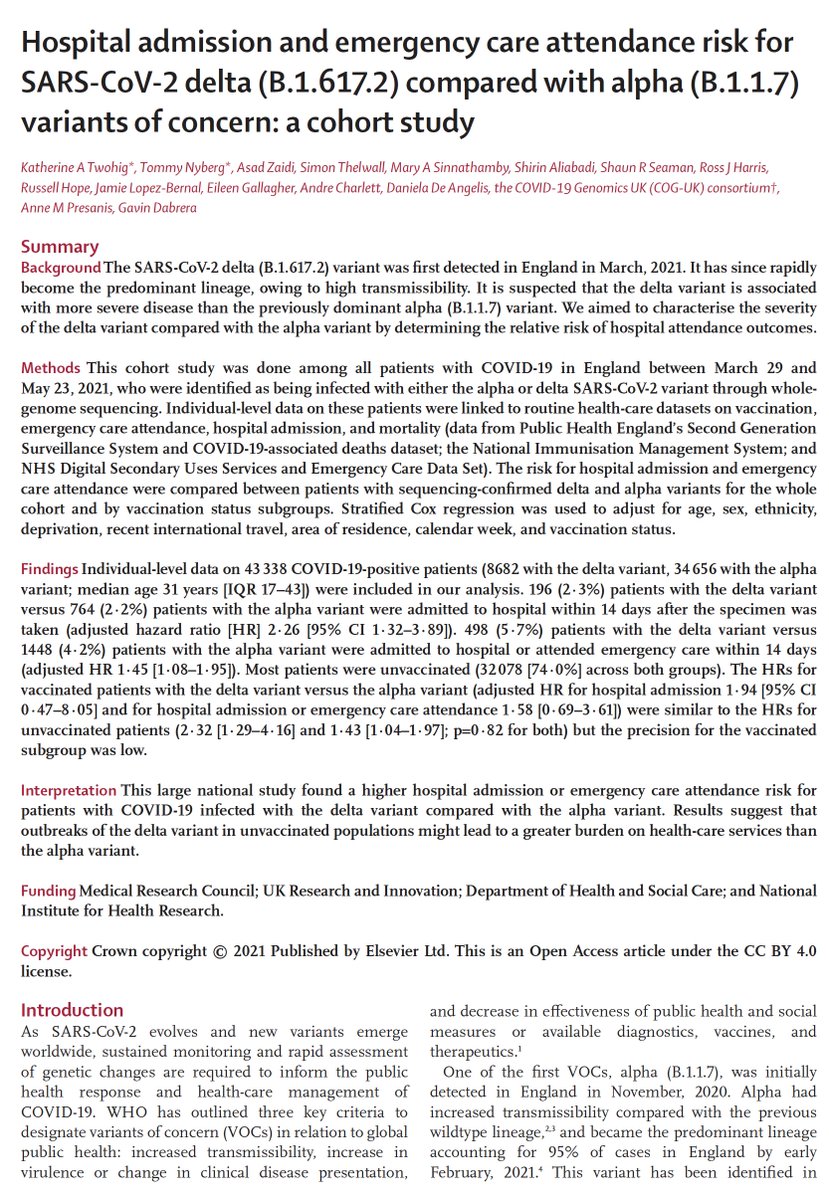 Hospital admission and emergency care attendance risk for
SARS-CoV-2 delta (B.1.617.2) compared with alpha (B.1.1.7)
variants of concern: a cohort study
Katherine A Twohig*, Tommy Nyberg*, Asad Zaidi, Simon Thelwall, Mary A Sinnathamby, Shirin Aliabadi, Shaun R Seaman, Ross J Harris,
Russell Hope, Jamie Lopez-Bernal, Eileen Gallagher, Andre Charlett, Daniela De Angelis, the COVID-19 Genomics UK (COG-UK) consortium†,
Anne M Presanis, Gavin Dabrera
Summary
Background The SARS-CoV-2 delta (B.1.617.2) variant was first detected in England in March, 2021. It has since rapidly
become the predominant lineage, owing to high transmissibility. It is suspected that the delta variant is associated
with more severe disease than the previously dominant alpha (B.1.1.7) variant. We aimed to characterise the severity
of the delta variant compared with the alpha variant by determining the relative risk of hospital attendance outcomes.
Methods This cohort study was done among all patients with COVID-19 in England between March 29 and
May 23, 2021, who were identified as being infected with either the alpha or delta SARS-CoV-2 variant through whole-
genome sequencing. Individual-level data on these patients were linked to routine health-care datasets on vaccination,
emergency care attendance, hospital admission, and mortality (data from Public Health England's Second Generation
Surveillance System and COVID-19-associated deaths dataset; the National Immunisation Management System; and
NHS Digital Secondary Uses Services and Emergency Care Data Set). The risk for hospital admission and emergency
care attendance were compared between patients with sequencing-confirmed delta and alpha variants for the whole
cohort and by vaccination status subgroups. Stratified Cox regression was used to adjust for age, sex, ethnicity,
deprivation, recent international travel, area of residence, calendar week, and vaccination status.
Findings Individual-level data on 43 338 COVID-19-positive patients (8682 with the delta variant, 34 656 with the alpha
variant; median age 31 years [IQR 17–43]) were included in our analysis. 196 (2·3%) patients with the delta variant
versus 764 (2·2%) patients with the alpha variant were admitted to hospital within 14 days after the specimen was
taken (adjusted hazard ratio [HR] 2·26 [95% CI 1·32–3·89]). 498 (5·7%) patients with the delta variant versus
1448 (4·2%) patients with the alpha variant were admitted to hospital or attended emergency care within 14 days
(adjusted HR 1·45 [1·08–1·95]). Most patients were unvaccinated (32 078 [74·0%] across both groups). The HRs for
vaccinated patients with the delta variant versus the alpha variant (adjusted HR for hospital admission 1·94 [95% CI
0·47–8·05] and for hospital admission or emergency care attendance 1·58 [0·69–3·61]) were similar to the HRs for
unvaccinated patients (2·32 [1·29–4·16] and 1·43 [1·04–1·97]; p=0·82 for both) but the precision for the vaccinated
subgroup was low.
Interpretation This large national study found a higher hospital admission or emergency care attendance risk for
patients with COVID-19 infected with the delta variant compared with the alpha variant. Results suggest that
outbreaks of the delta variant in unvaccinated populations might lead to a greater burden on health-care services than
the alpha variant.
Funding Medical Research Council; UK Research and Innovation; Department of Health and Social Care; and National
Institute for Health Research.
Copyright Crown copyright © 2021 Published by Elsevier Ltd. This is an Open Access article under the CC BY 4.0
license.
Introduction
As SARS-CoV-2 evolves and new variants emerge
worldwide, sustained monitoring and rapid assessment
of genetic changes are required to inform the public
health response and health-care management of
COVID-19. WHO has outlined three key criteria to
designate variants of concern (VOCs) in relation to global
public health: increased transmissibility, increase in
virulence or change in clinical disease presentation,
and decrease in effectiveness of public health and social
measures or available diagnostics, vaccines, and
therapeutics.¹
One of the first VOCs, alpha (B.1.1.7), was initially
detected in England in November, 2020. Alpha had
increased transmissibility compared with the previous
wildtype lineage,²,³ and became the predominant lineage
accounting for 95% of cases in England by early
February, 2021.⁴ This variant has been identified in